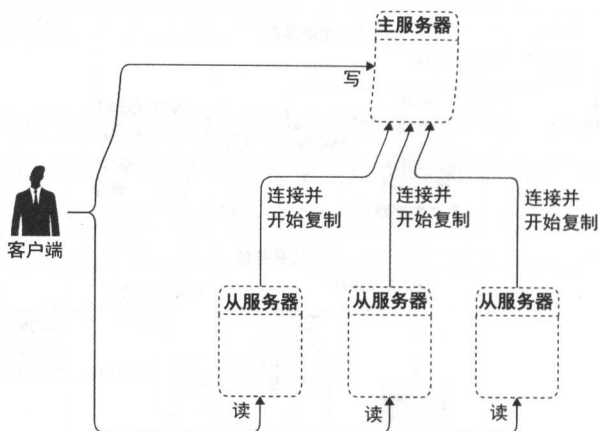 主服务器
写
连接并
开始复制
连接并
开始复制
连接并
开始复制
客户端
从服务器
从服务器
从服务器
读
读
读